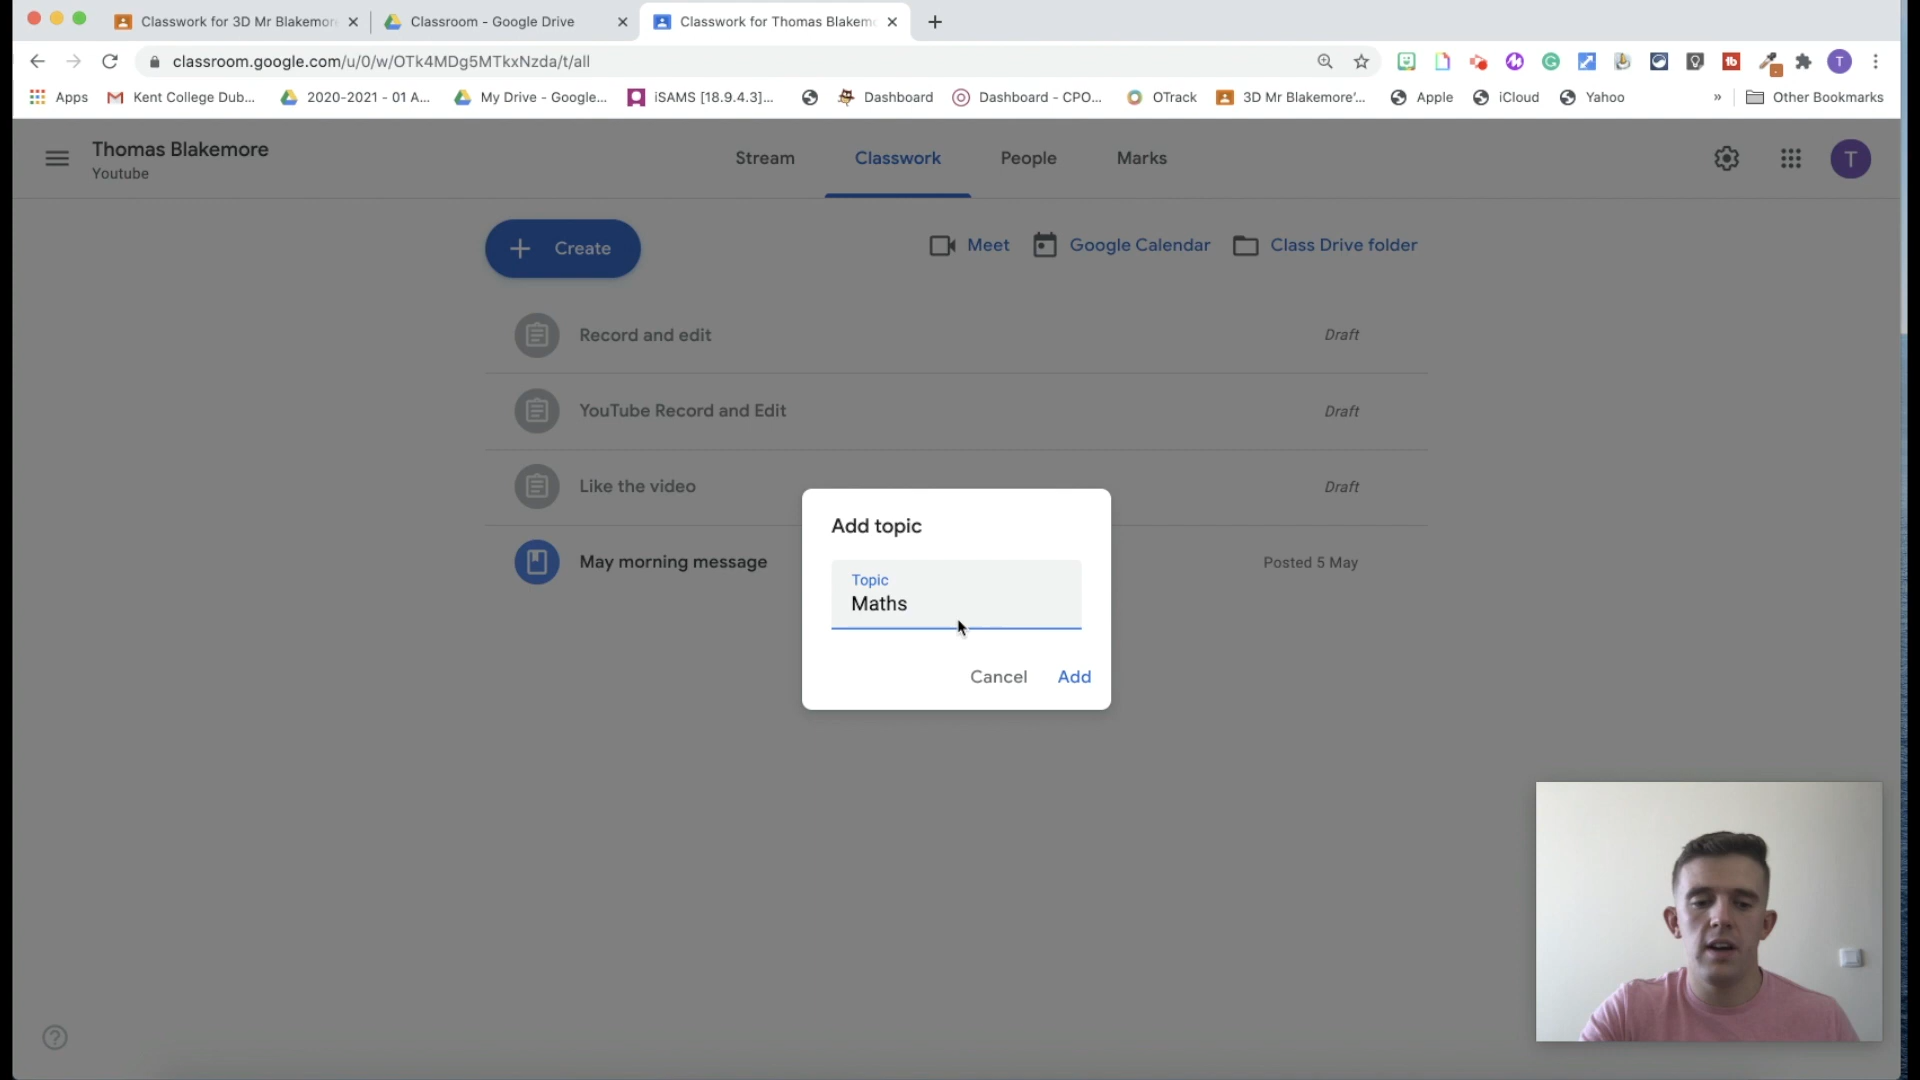 Classwork for 3D Mr Blakemor
Classroom - Google Drive
Classwork for Thomas Blakem
classroom.google.com/u/0/w/OTk4MDg5MTkxNzda/t/all
Apps
Kent College Dub...
2020-2021 - 01 A...
My Drive - Google...
iSAMS [18.9.4.3]...
Dashboard
Dashboard - CPO...
OTrack
3D Mr Blakemore'...
Apple
iCloud
Yahoo
»
Other Bookmarks
Thomas Blakemore
Youtube
Stream
Classwork
People
Marks
T
T
Create
Meet
Google Calendar
Class Drive folder
Record and edit
Draft
YouTube Record and Edit
Draft
Like the video
Draft
May morning message
Posted 5 May
Add topic
Topic
Maths
Cancel
Add